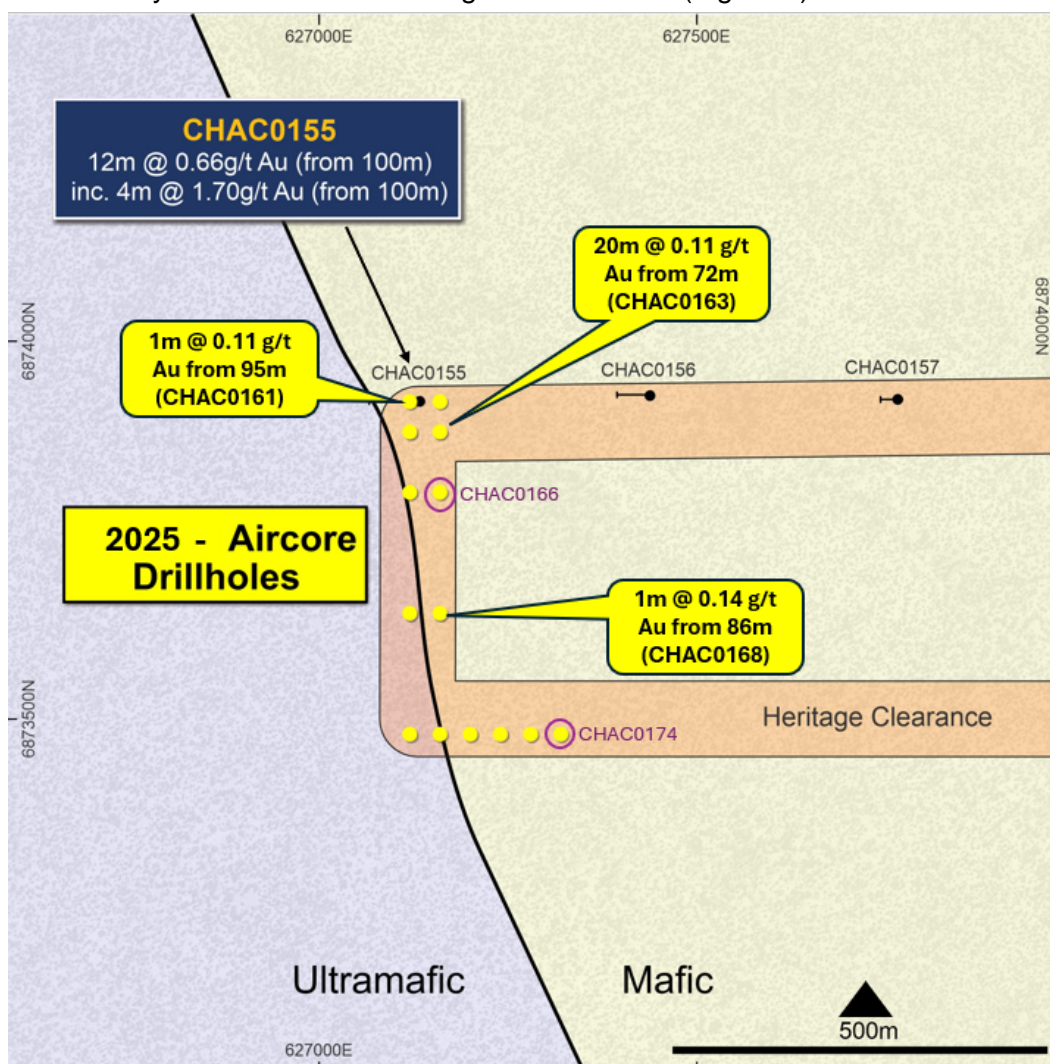 627000E
627500E
CHAC0155
12m @ 0.66g/t Au (from 100m)
inc. 4m @ 1.70g/t Au (from 100m)
20m @ 0.11 g/t
Au from 72m
(CHAC0163)
6874000N
6874000N
1m @ 0.11 g/t
Au from 95m
(CHAC0161)
CHAC0155
CHAC0156
CHAC0157
CHAC0166
2025 - Aircore
Drillholes
1m @ 0.14 g/t
Au from 86m
(CHAC0168)
6873500N
Heritage Clearance
CHAC0174
Ultramafic
Mafic
500m
627000E